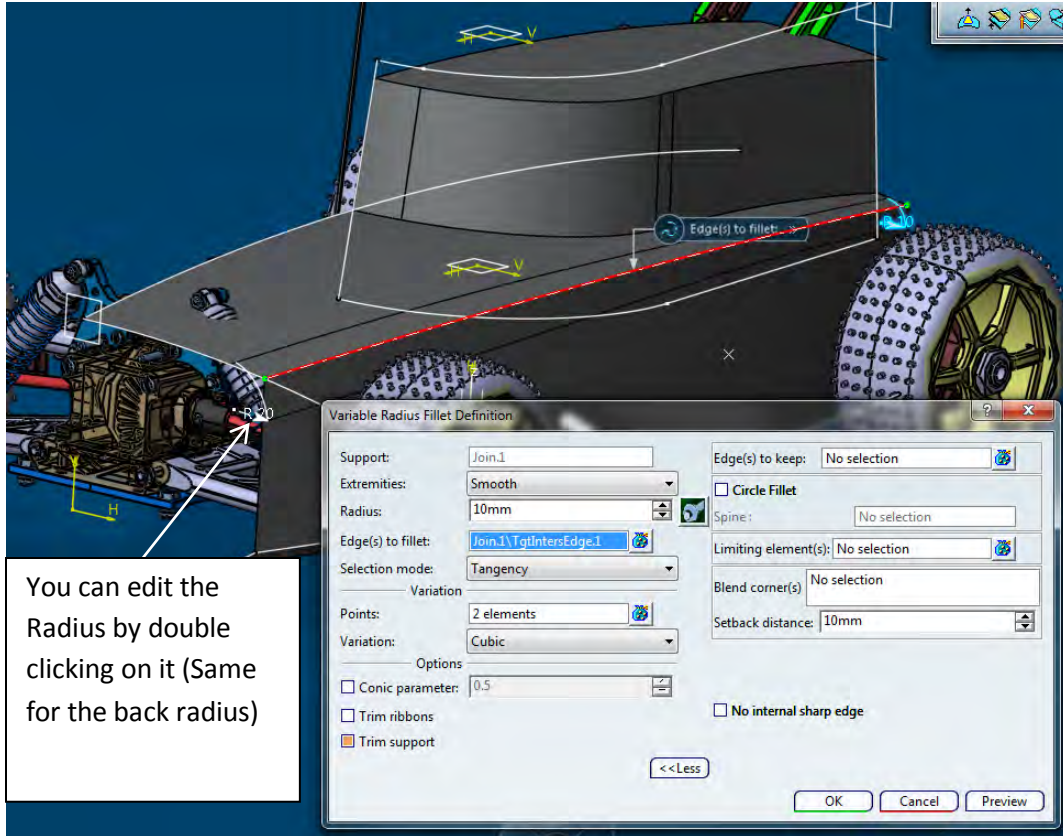 H V
Edge(s) to fillet:
R 10
H V
R 20
V
H
Variable Radius Fillet Definition
Support: Join.1
Extremities: Smooth
Radius: 10mm
Edge(s) to fillet: Join.1\TgtIntersEdge.1
Selection mode: Tangency
Variation
Points: 2 elements
Variation: Cubic
Options
Conic parameter: 0.5
Trim ribbons
Trim support
Edge(s) to keep: No selection
Circle Fillet
Spine : No selection
Limiting element(s): No selection
Blend corner(s) No selection
Setback distance: 10mm
No internal sharp edge
<<Less
OK Cancel Preview
You can edit the
Radius by double
clicking on it (Same
for the back radius)